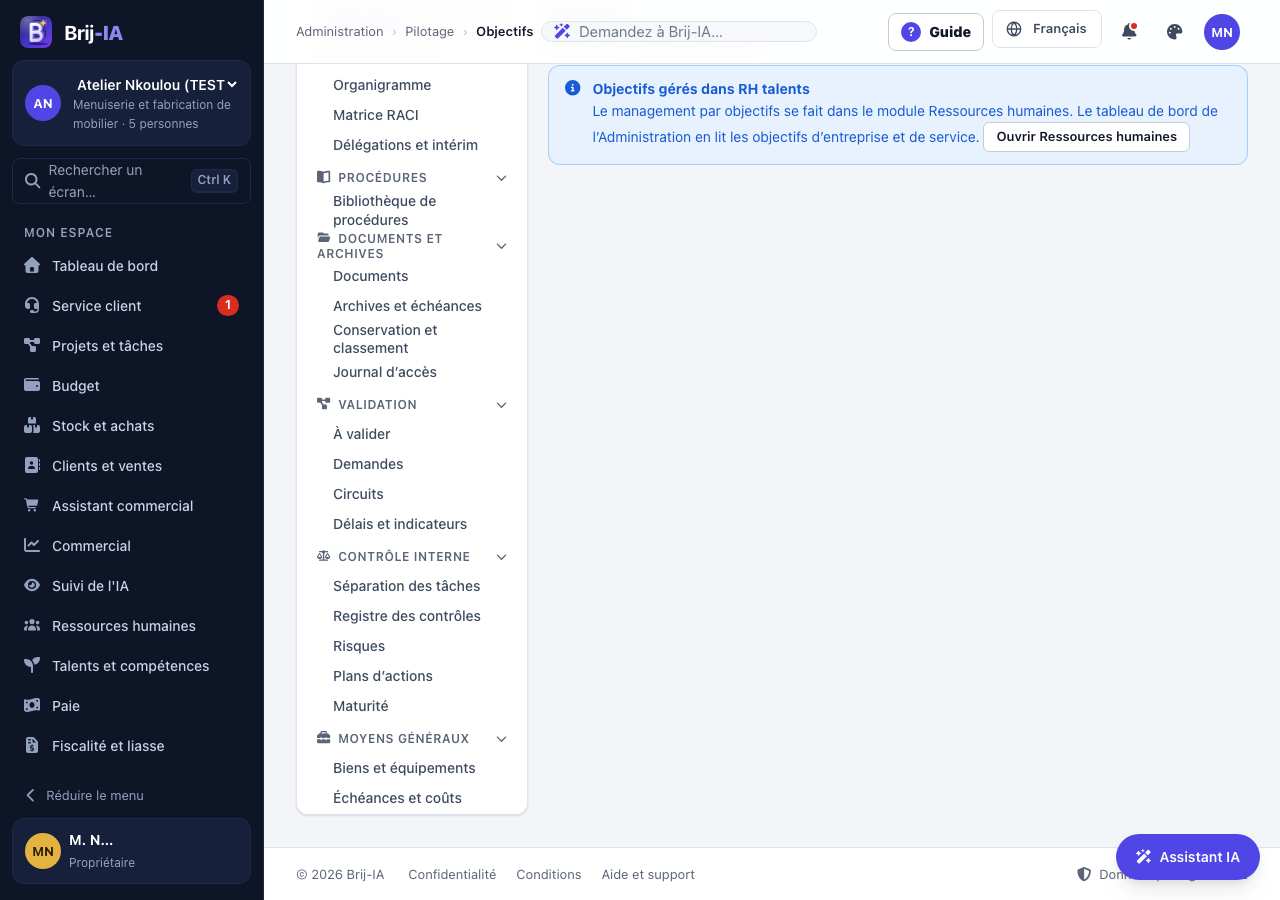 Brij-IA
AN
Atelier Nkoulou (TEST
Menuiserie et fabrication de
mobilier · 5 personnes
Rechercher un
écran...
Ctrl K
MON ESPACE
Tableau de bord
Service client
1
Projets et tâches
Budget
Stock et achats
Clients et ventes
Assistant commercial
Commercial
Suivi de l'IA
Ressources humaines
Talents et compétences
Paie
Fiscalité et liasse
Réduire le menu
MN
M. N...
Propriétaire
Administration › Pilotage › Objectifs
Demandez à Brij-IA...
? Guide
Français
MN
Organigramme
Matrice RACI
Délégations et intérim
PROCÉDURES
Bibliothèque de
procédures
DOCUMENTS ET
ARCHIVES
Documents
Archives et échéances
Conservation et
classement
Journal d’accès
VALIDATION
À valider
Demandes
Circuits
Délais et indicateurs
CONTRÔLE INTERNE
Séparation des tâches
Registre des contrôles
Risques
Plans d’actions
Maturité
MOYENS GÉNÉRAUX
Biens et équipements
Échéances et coûts
Objectifs gérés dans RH talents
Le management par objectifs se fait dans le module Ressources humaines. Le tableau de bord de
l’Administration en lit les objectifs d’entreprise et de service. Ouvrir Ressources humaines
© 2026 Brij-IA
Confidentialité
Conditions
Aide et support
Assistant IA